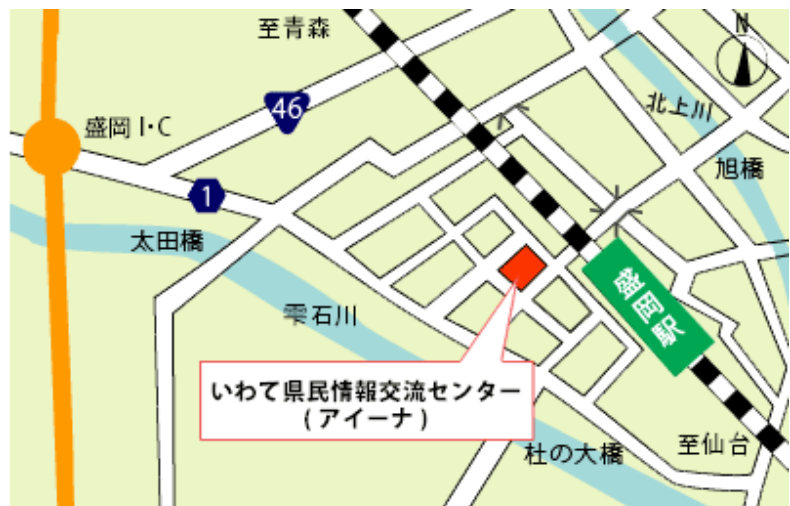 至青森
N
46
盛岡I・C
北上川
旭橋
1
太田橋
雫石川
盛岡駅
いわて県民情報交流センター
(アイーナ)
杜の大橋
至仙台